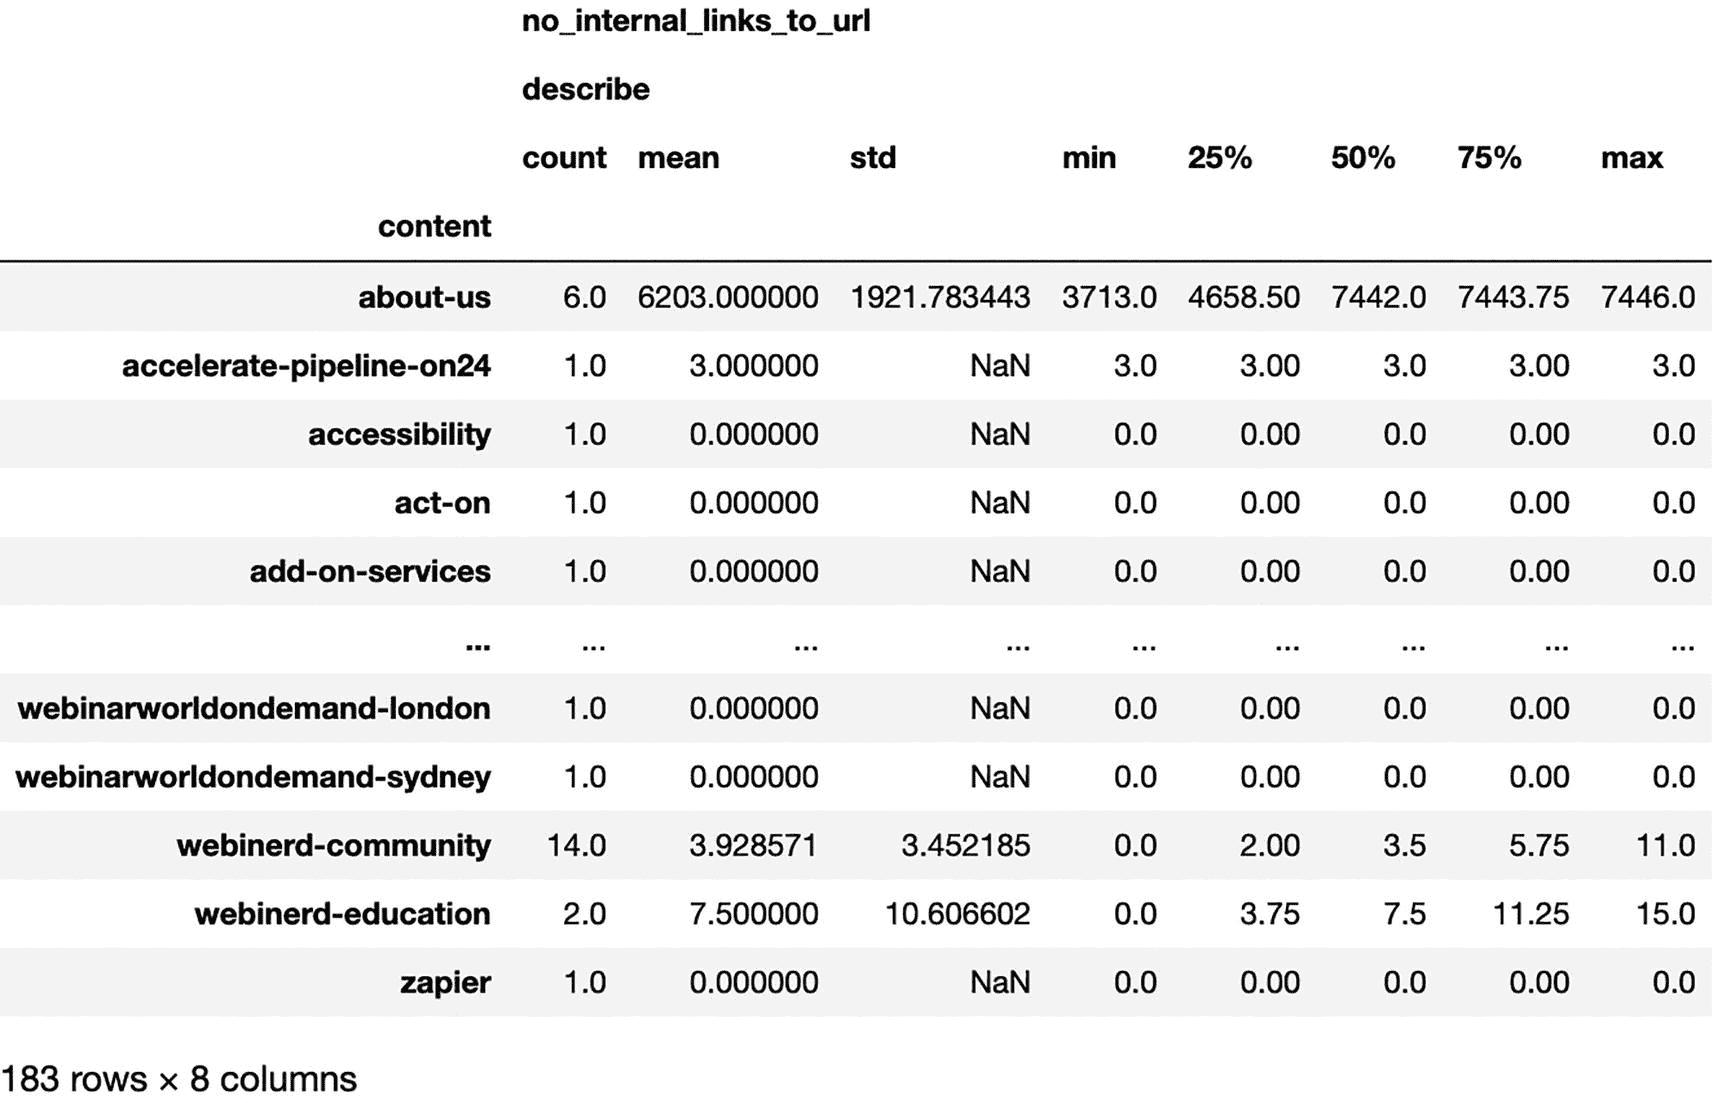 no_internal_links_to_url
describe
count mean std min 25% 50% 75% max
content
about-us 6.0 6203.000000 1921.783443 3713.0 4658.50 7442.0 7443.75 7446.0
accelerate-pipeline-on24 1.0 3.000000 NaN 3.0 3.00 3.0 3.00 3.0
accessibility 1.0 0.000000 NaN 0.0 0.00 0.0 0.00 0.0
act-on 1.0 0.000000 NaN 0.0 0.00 0.0 0.00 0.0
add-on-services 1.0 0.000000 NaN 0.0 0.00 0.0 0.00 0.0
... ... ... ... ... ... ... ... ...
webinarworldondemand-london 1.0 0.000000 NaN 0.0 0.00 0.0 0.00 0.0
webinarworldondemand-sydney 1.0 0.000000 NaN 0.0 0.00 0.0 0.00 0.0
webinerd-community 14.0 3.928571 3.452185 0.0 2.00 3.5 5.75 11.0
webinerd-education 2.0 7.500000 10.606602 0.0 3.75 7.5 11.25 15.0
zapier 1.0 0.000000 NaN 0.0 0.00 0.0 0.00 0.0
183 rows × 8 columns